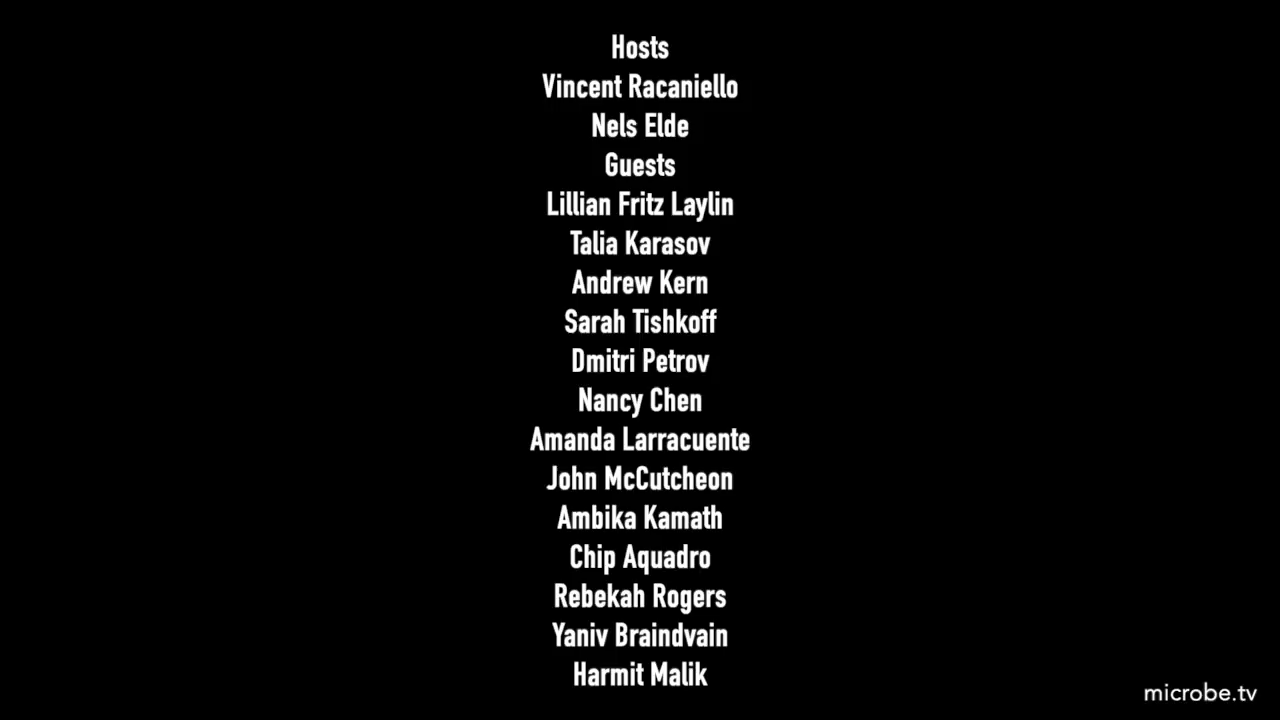 Hosts
Vincent Racaniello
Nels Elde
Guests
Lillian Fritz Laylin
Talia Karasov
Andrew Kern
Sarah Tishkoff
Dmitri Petrov
Nancy Chen
Amanda Larracuente
John McCutcheon
Ambika Kamath
Chip Aquadro
Rebekah Rogers
Yaniv Braindvain
Harmit Malik
microbe.tv